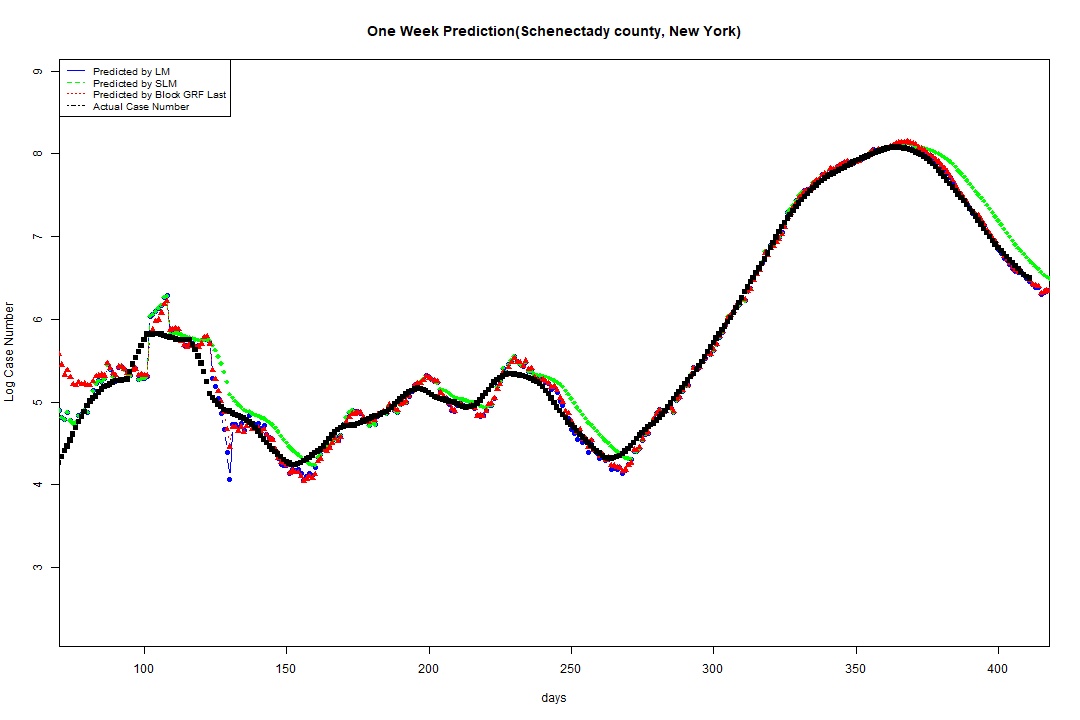 One Week Prediction(Schenectady county, New York)
Predicted by LM
Predicted by SLM
Predicted by Block GRF Last
Actual Case Number
Log Case Number
9
8
7
6
5
4
3
100 150 200 250 300 350 400
days